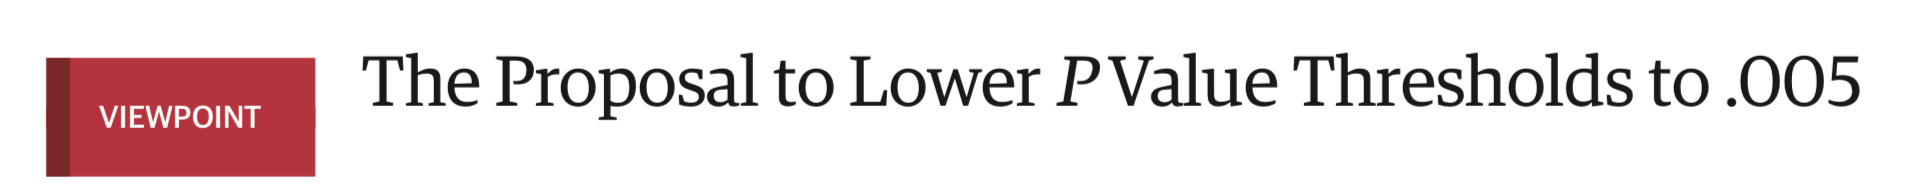 VIEWPOINT
The Proposal to Lower P Value Thresholds to .005